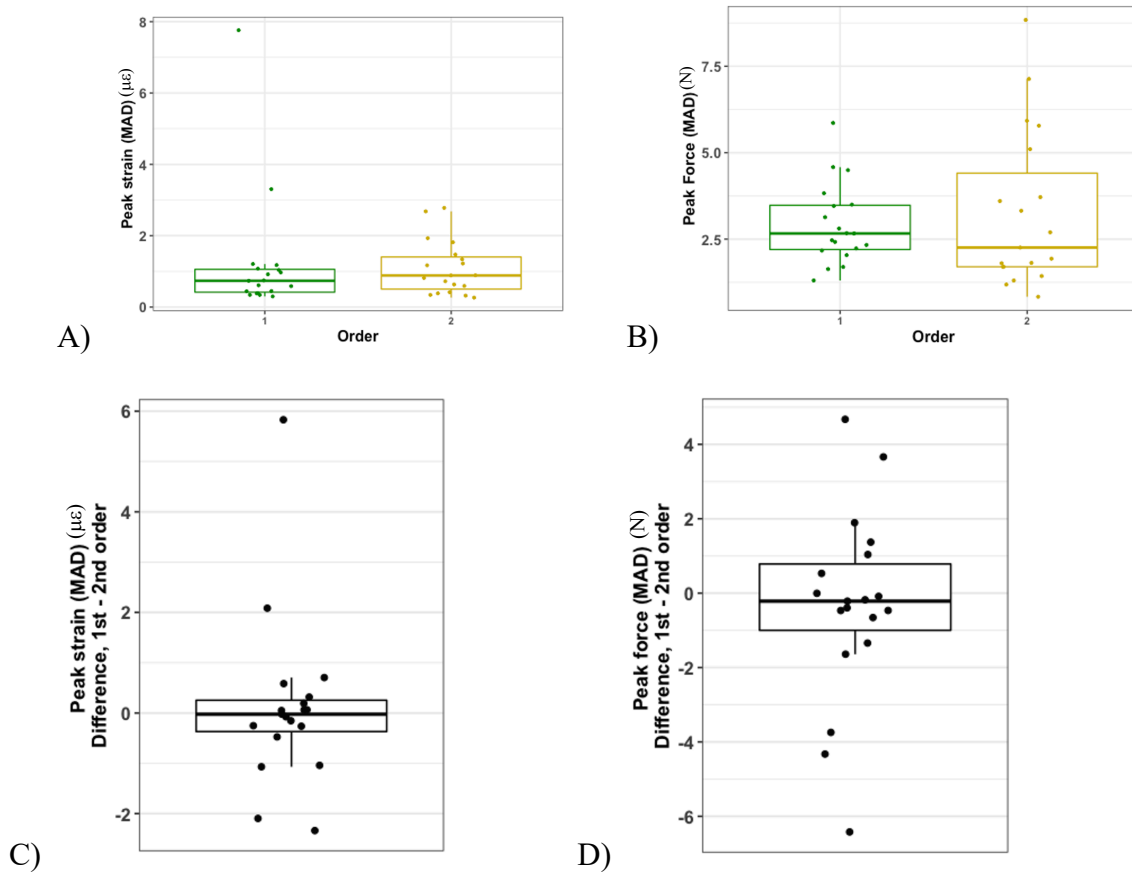 8
6
4
2
0
Peak strain (MAD) (με)
1
2
Order
A)
7.5
5.0
2.5
Peak Force (MAD) (N)
1
2
Order
B)
6
4
2
0
-2
Peak strain (MAD) (με)
Difference, 1st - 2nd order
C)
4
2
0
-2
-4
-6
Peak force (MAD) (N)
Difference, 1st - 2nd order
D)